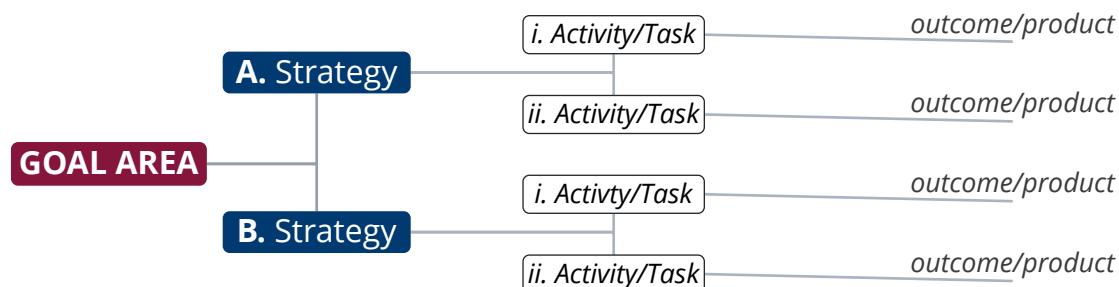 i. Activity/Task
outcome/product
A. Strategy
ii. Activity/Task
outcome/product
GOAL AREA
i. Activty/Task
outcome/product
B. Strategy
ii. Activity/Task
outcome/product